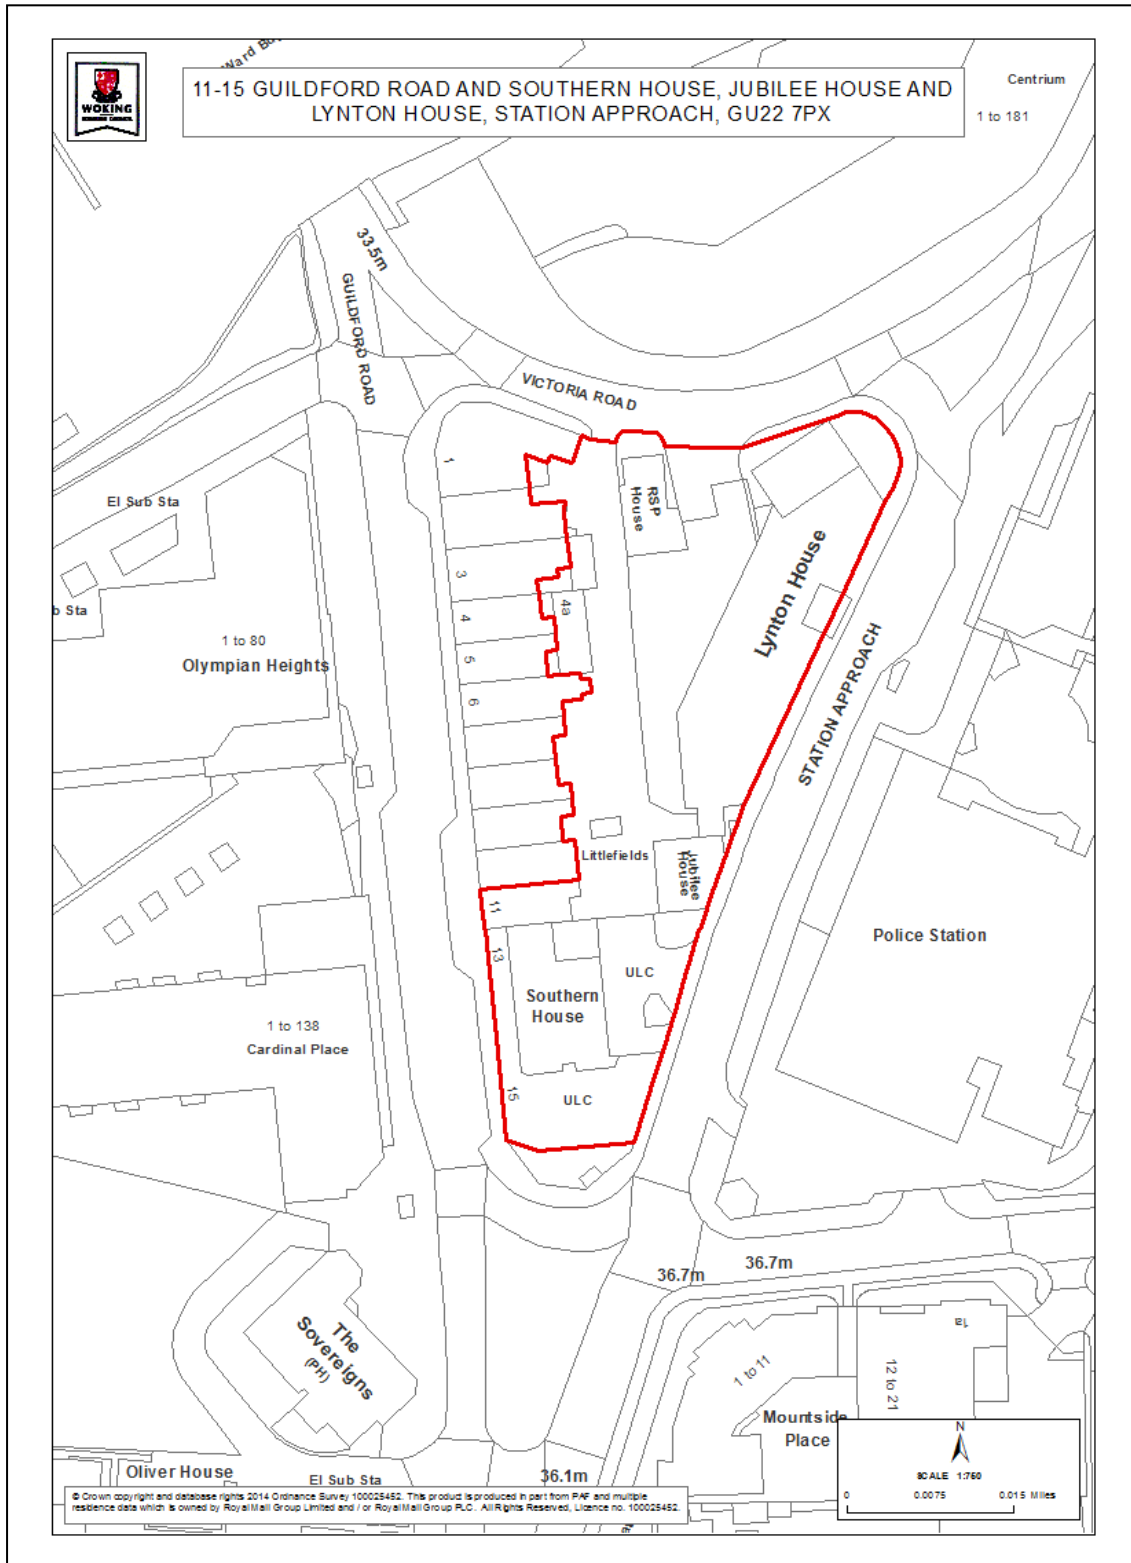 WOKING
BOROUGH COUNCIL
11-15 GUILDFORD ROAD AND SOUTHERN HOUSE, JUBILEE HOUSE AND
LYNTON HOUSE, STATION APPROACH, GU22 7PX
Centrium
1 to 181
33.5m
GUILDFORD ROAD
VICTORIA ROAD
1
El Sub Sta
RSP
House
Lynton House
3
4a
b Sta
4
1 to 80
Olympian Heights
5
6
STATION APPROACH
Littlefields
Jubilee
House
11
13
Police Station
ULC
Southern
House
1 to 138
Cardinal Place
15
ULC
36.7m
36.7m
The
Sovereigns
(PH)
1a
1 to 11
12 to 21
Mountside
Place
Oliver House
El Sub Sta
36.1m
N
SCALE 1:750
0 0.0075 0.015 Miles
© Crown copyright and database rights 2014 Ordnance Survey 100025452. This product is produced in part from PAF and multiple
residence data which is owned by Royal Mail Group Limited and / or Royal Mail Group PLC. All Rights Reserved, Licence no. 100025452.